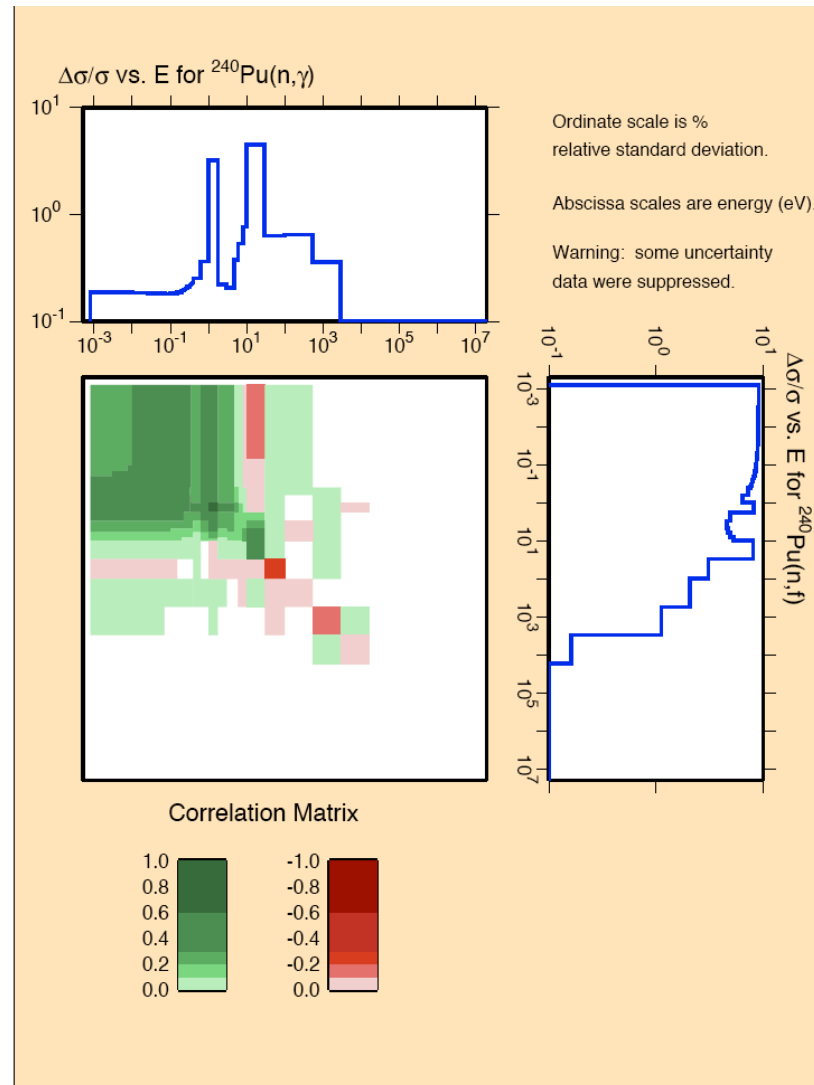 Δσ/σ vs. E for ²⁴⁰Pu(n,γ)
10¹
10⁰
10⁻¹
10⁻³ 10⁻¹ 10¹ 10³ 10⁵ 10⁷
Ordinate scale is %
relative standard deviation.
Abscissa scales are energy (eV).
Warning: some uncertainty
data were suppressed.
10⁻¹ 10⁰ 10¹
Δσ/σ vs. E for ²⁴⁰Pu(n,f)
10⁻³
10⁻¹
10¹
10³
10⁵
10⁷
Correlation Matrix
1.0 -1.0
0.8 -0.8
0.6 -0.6
0.4 -0.4
0.2 -0.2
0.0 0.0